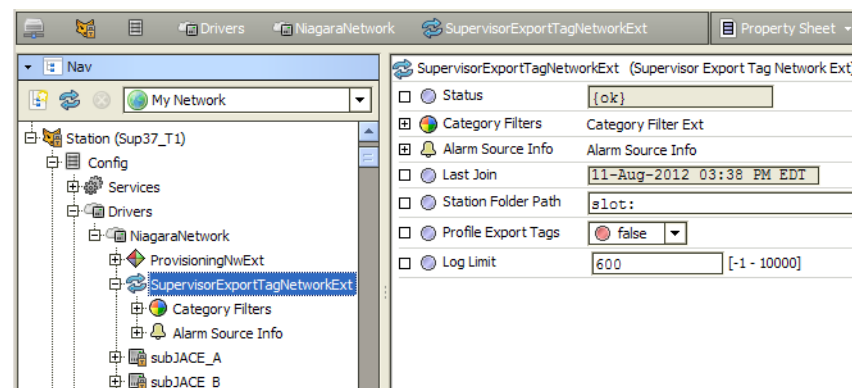 Drivers NiagaraNetwork SupervisorExportTagNetworkExt Property Sheet
Nav
My Network
Station (Sup37_T1)
Config
Services
Drivers
NiagaraNetwork
ProvisioningNwExt
SupervisorExportTagNetworkExt
Category Filters
Alarm Source Info
subJACE_A
subJACE_B
SupervisorExportTagNetworkExt (Supervisor Export Tag Network Ext)
Status {ok}
Category Filters Category Filter Ext
Alarm Source Info Alarm Source Info
Last Join 11-Aug-2012 03:38 PM EDT
Station Folder Path slot:
Profile Export Tags false
Log Limit 600 [-1 - 10000]